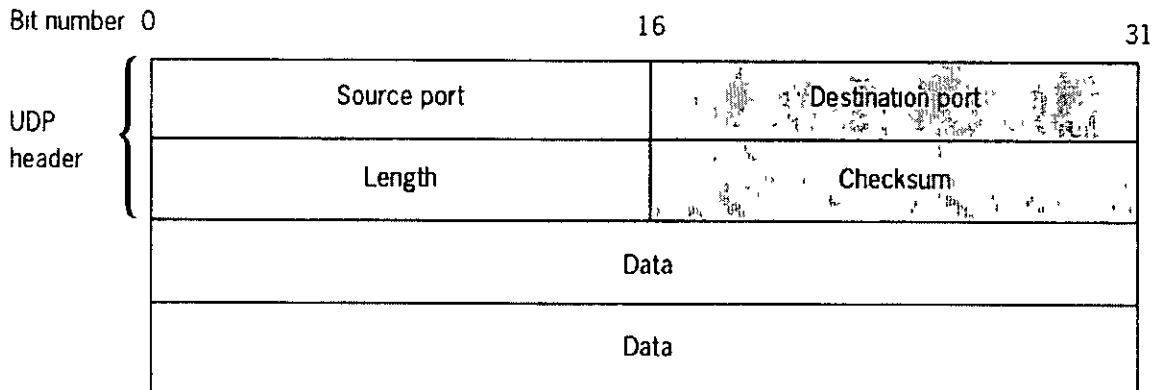 Bit number 0 16 31
UDP
header
Source port Destination port
Length Checksum
Data
Data